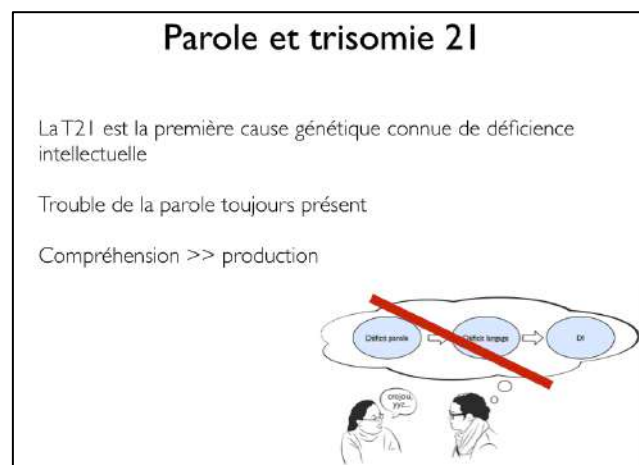 Parole et trisomie 21
La T21 est la première cause génétique connue de déficience
intellectuelle
Trouble de la parole toujours présent
Compréhension >> production
Déficit parole
Déficit langage
DI